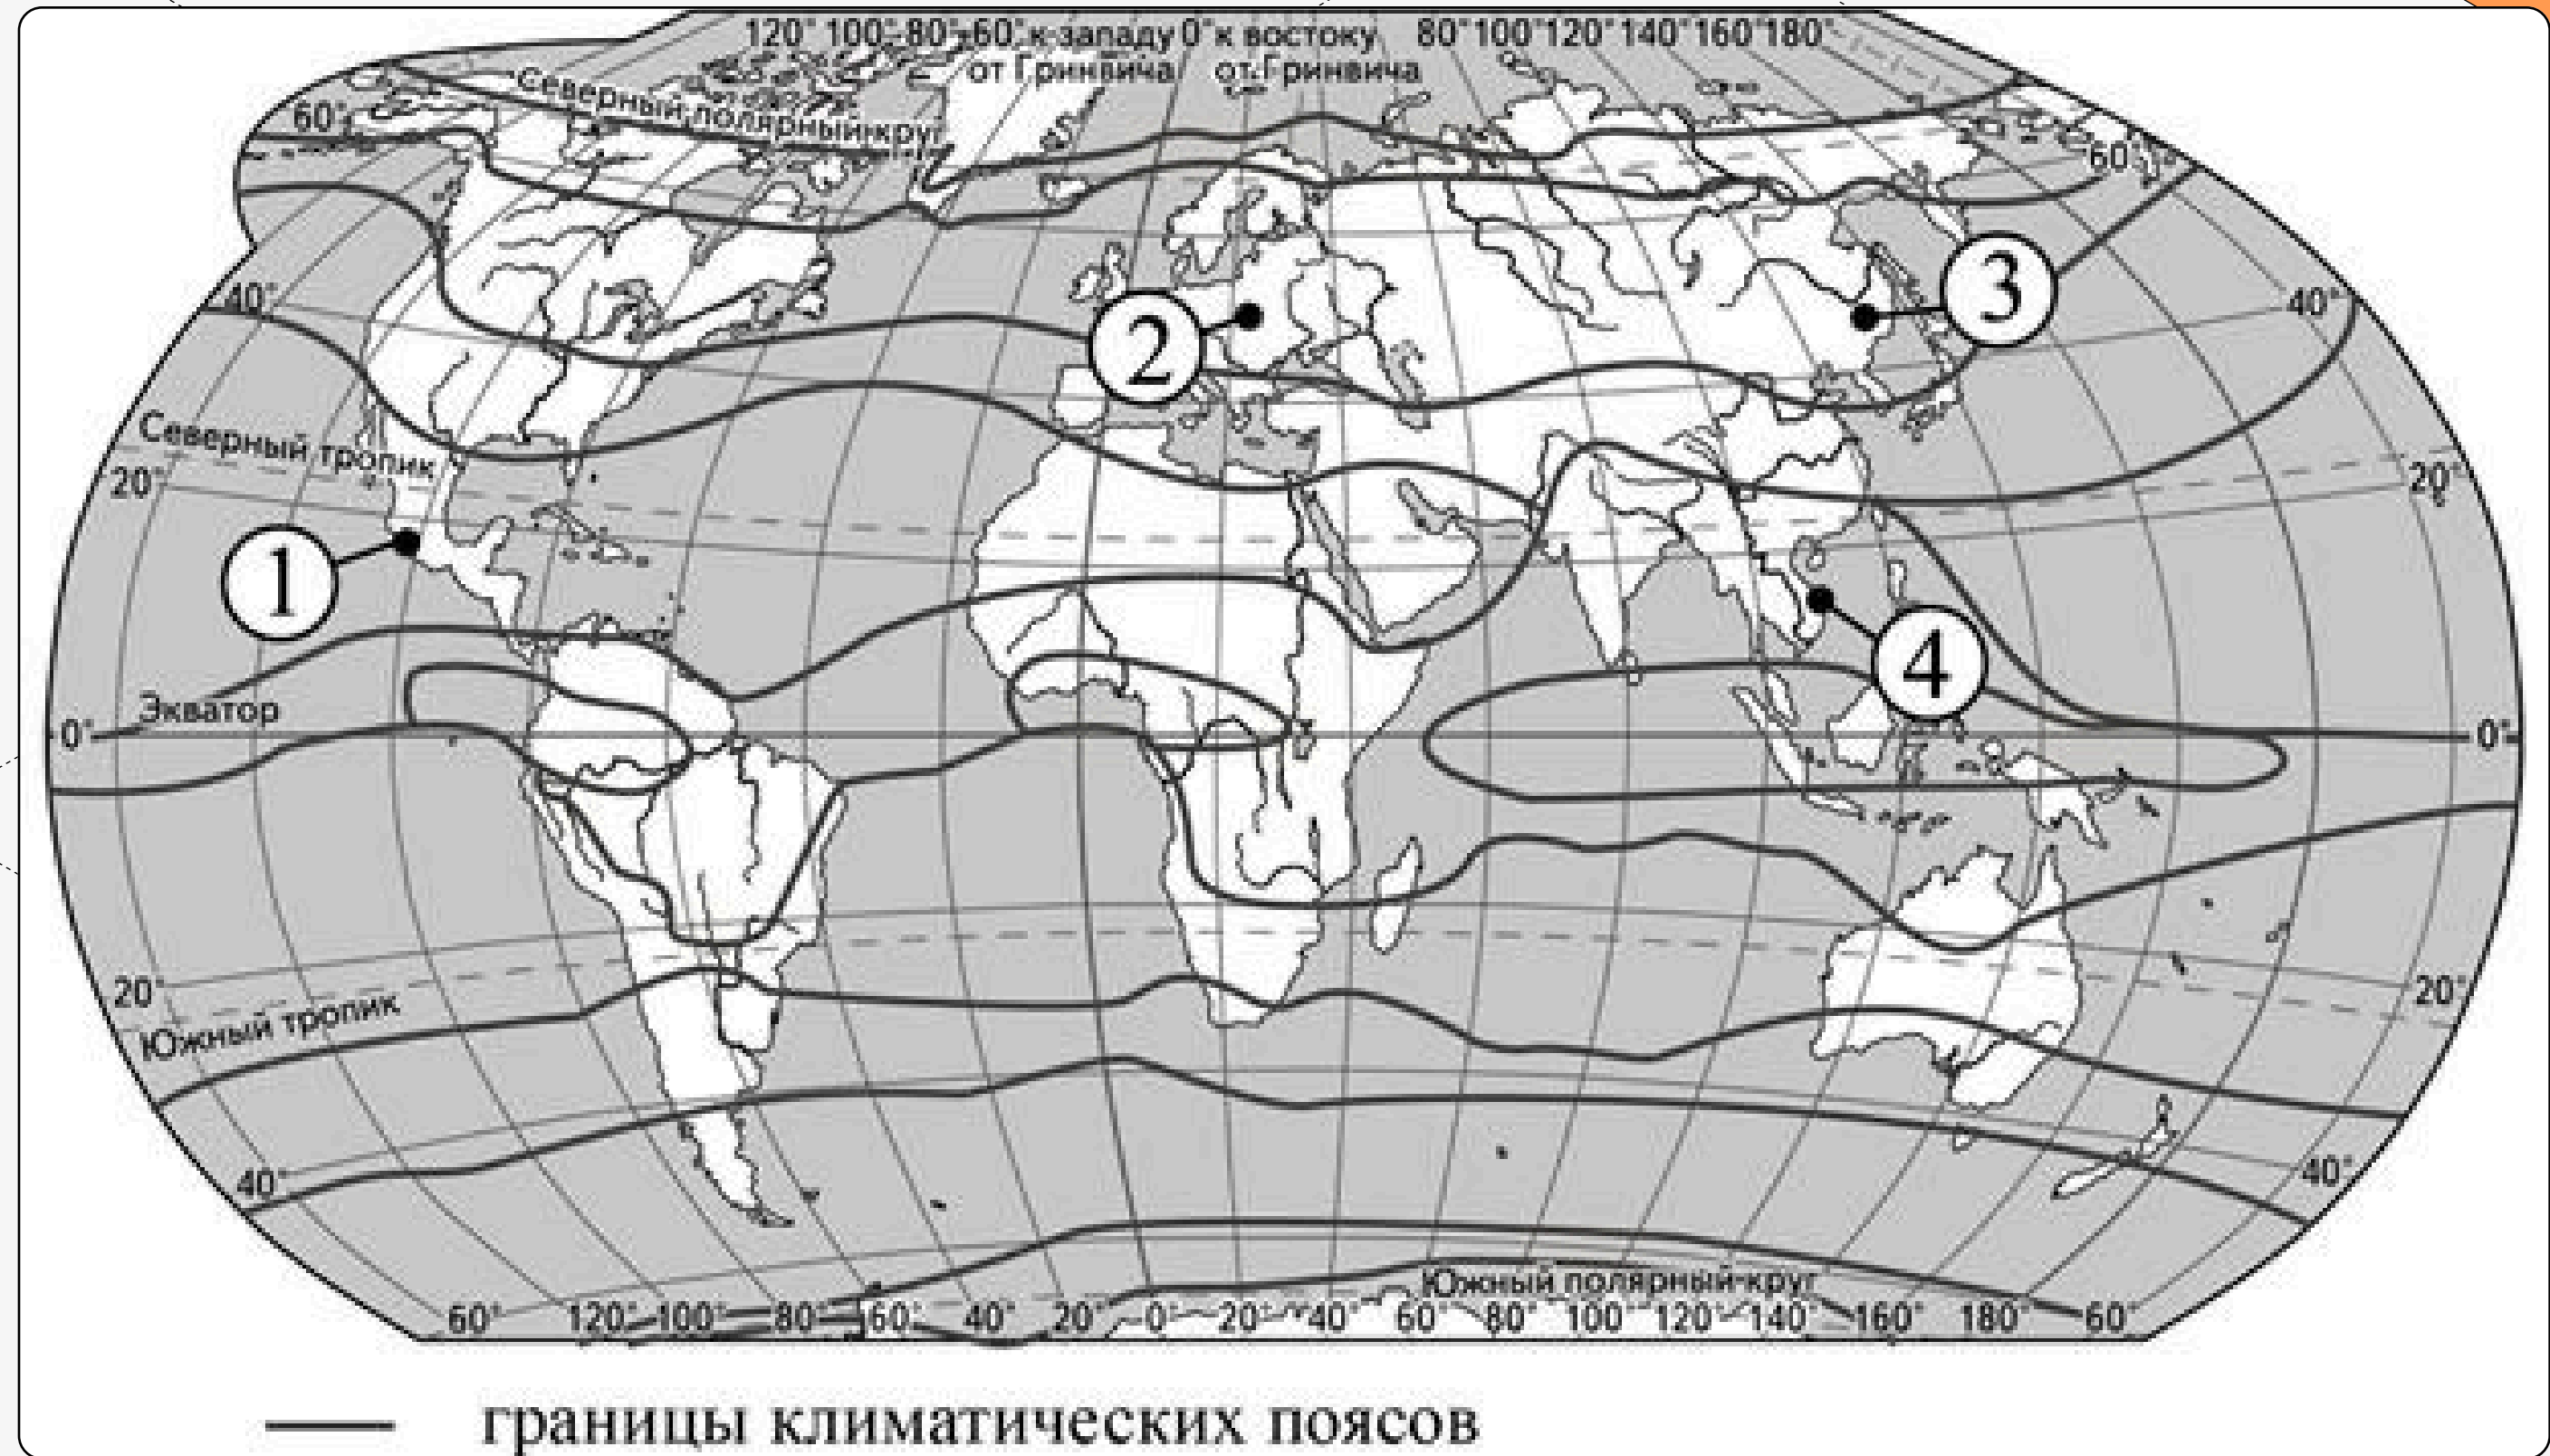 120° 100° 80° 60° к западу 0° к востоку 80° 100° 120° 140° 160° 180°
от Гринвича от Гринвича
Северный полярный круг
60° 60°
3
40° 40°
2
Северный тропик
20° 20°
1
4
Экватор
0° 0°
20° 20°
Южный тропик
40° 40°
Южный полярный круг
60° 120° 100° 80° 60° 40° 20° 0° 20° 40° 60° 80° 100° 120° 140° 160° 180° 60°
границы климатических поясов